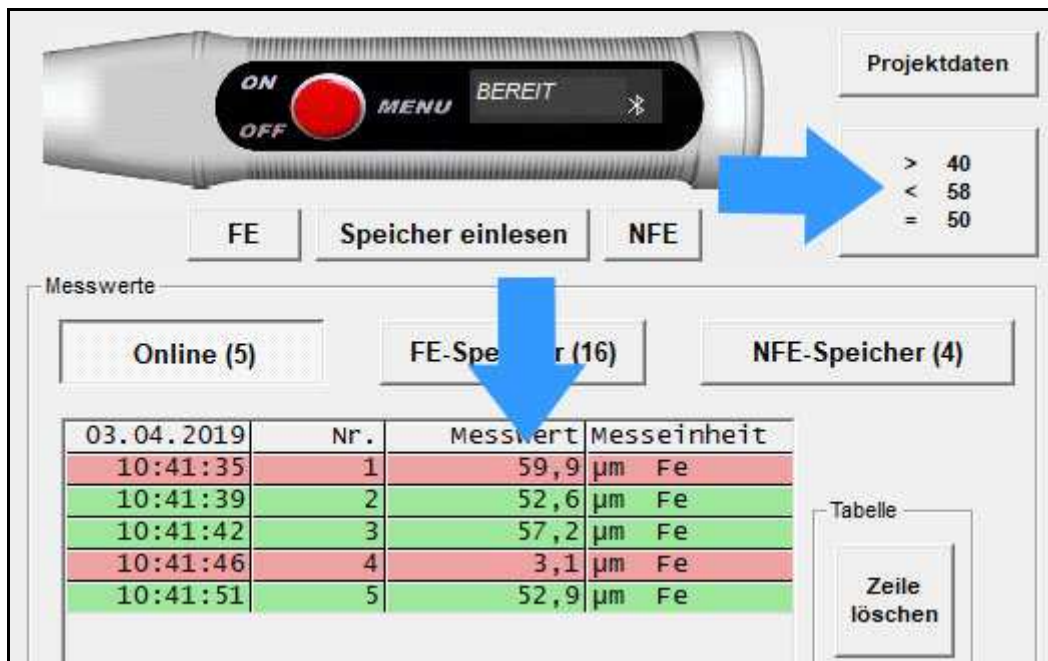 ON
OFF
MENU
BEREIT
Projektdaten
> 40
< 58
= 50
FE
Speicher einlesen
NFE
Messwerte
Online (5)
FE-Speicher (16)
NFE-Speicher (4)
03.04.2019 Nr. Messwert Messeinheit
10:41:35 1 59,9 µm Fe
10:41:39 2 52,6 µm Fe
10:41:42 3 57,2 µm Fe
10:41:46 4 3,1 µm Fe
10:41:51 5 52,9 µm Fe
Tabelle
Zeile
löschen